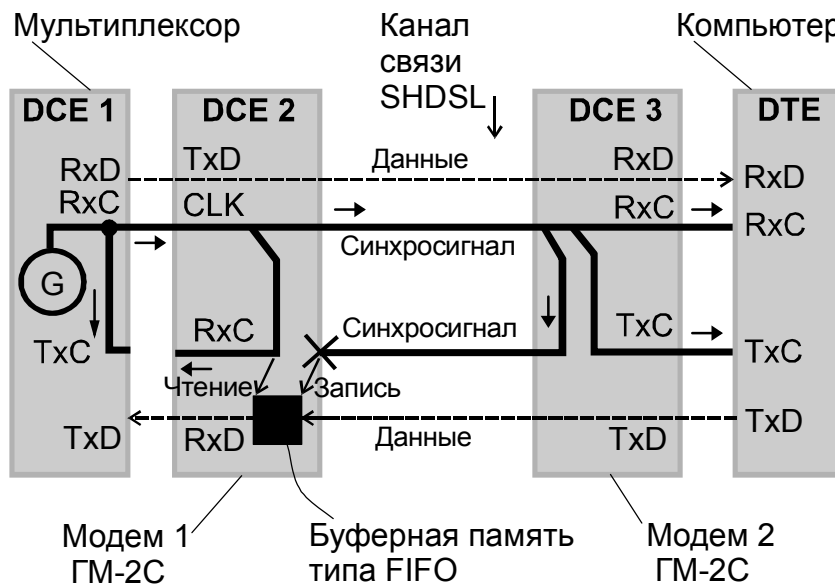 Мультиплексор
Канал
связи
SHDSL
Компьютер
DCE 1
DCE 2
DCE 3
DTE
RxD
TxD
Данные
RxD
RxD
RxC
CLK
RxC
RxC
Синхросигнал
G
RxC
Синхросигнал
TxC
TxC
TxC
Чтение
Запись
TxD
RxD
Данные
TxD
TxD
Модем 1
ГМ-2С
Буферная память
типа FIFO
Модем 2
ГМ-2С